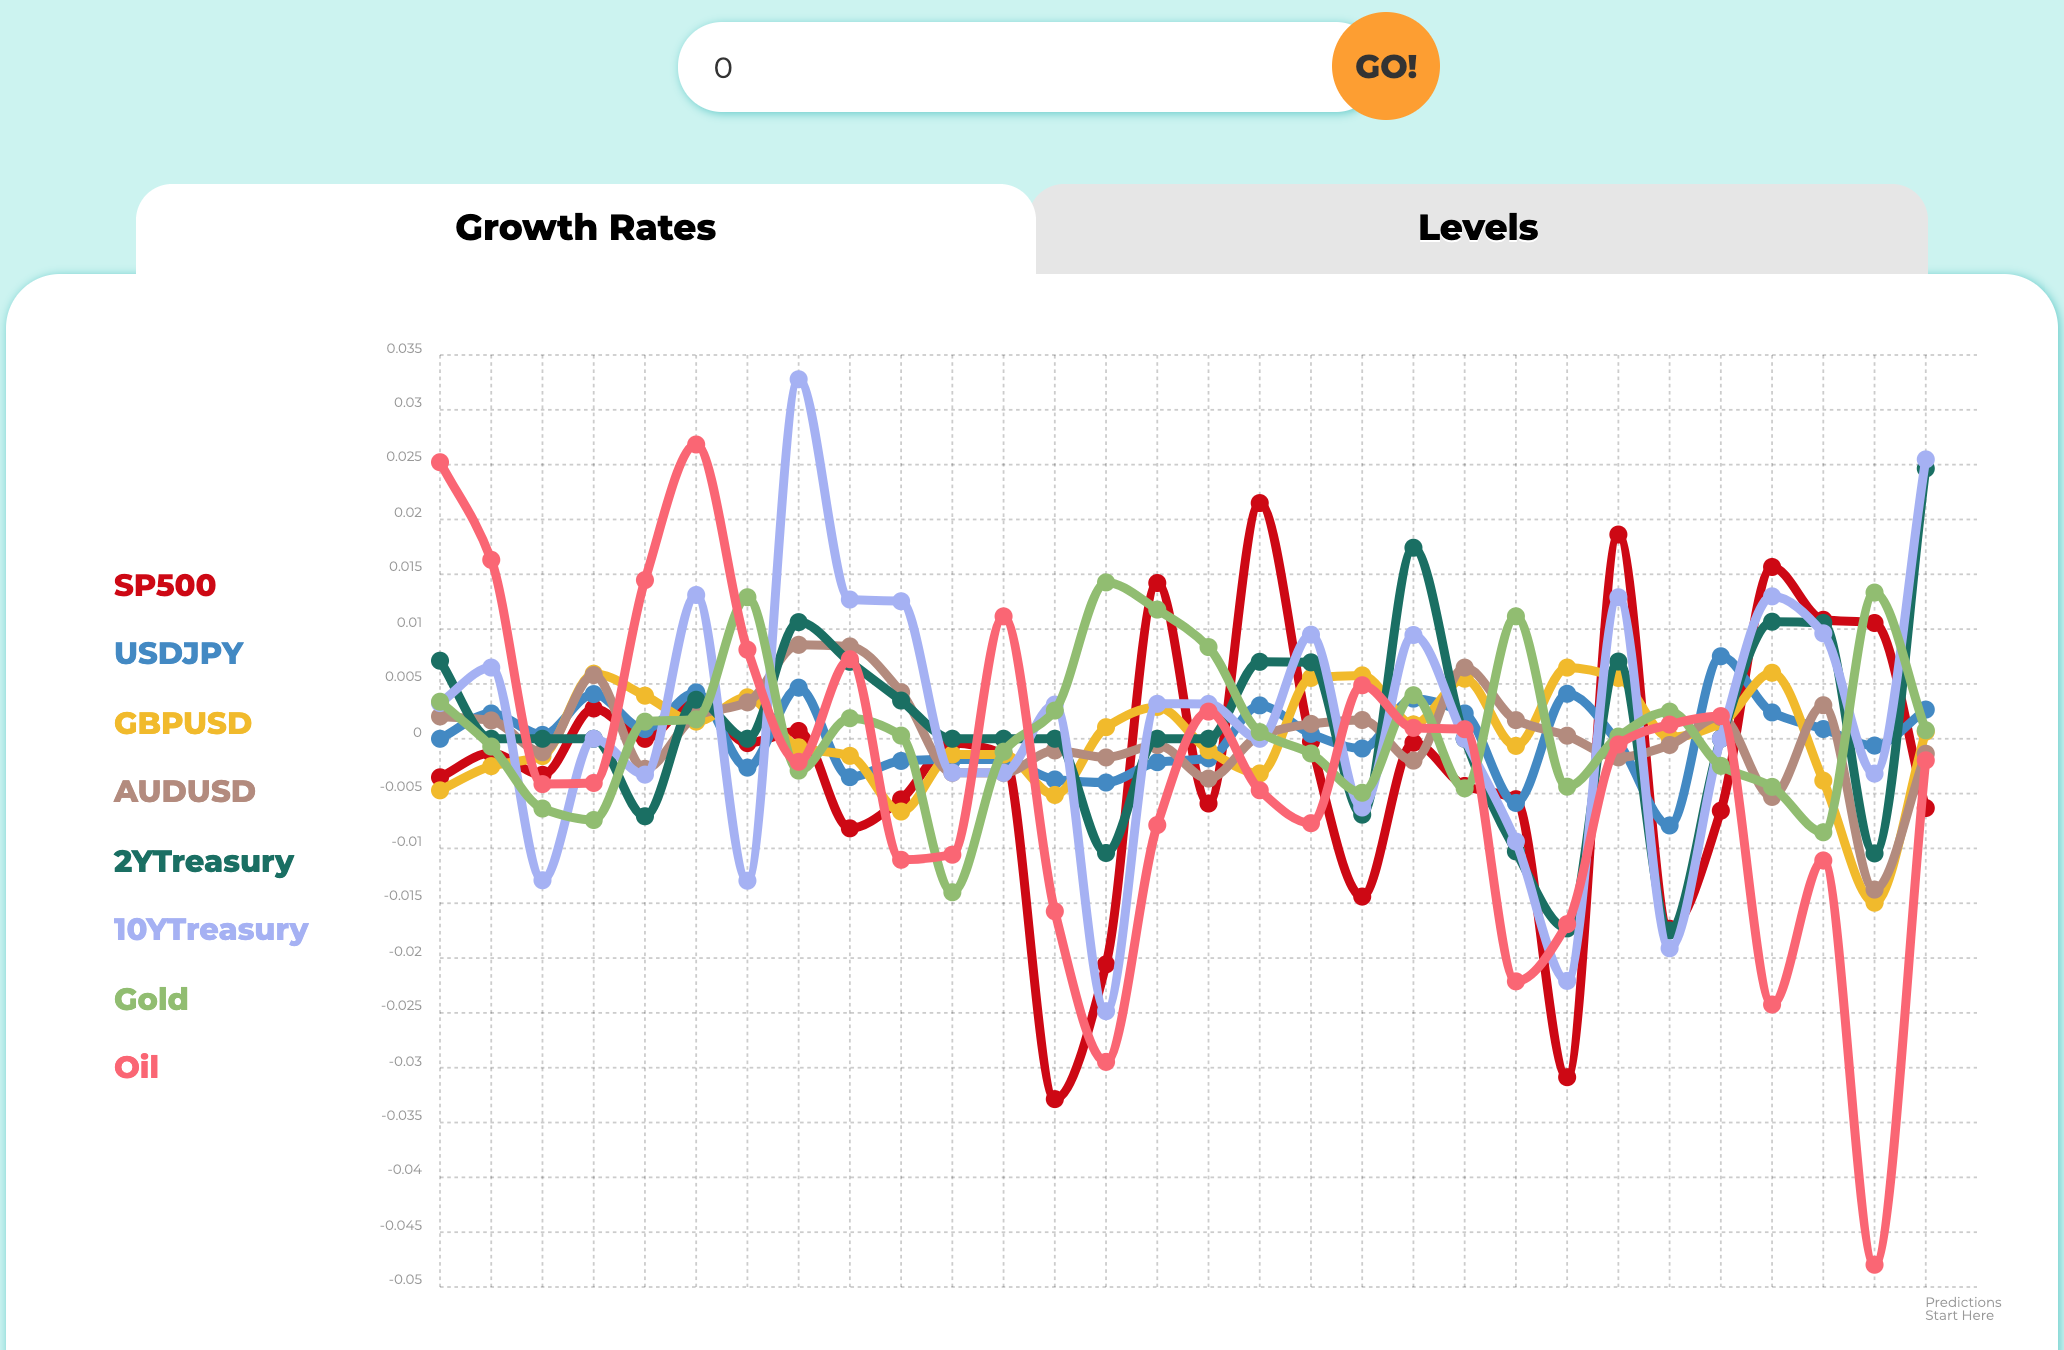 0
GO!
Growth Rates
Levels
0.035
0.03
0.025
0.02
0.015
0.01
0.005
0
-0.005
-0.01
-0.015
-0.02
-0.025
-0.03
-0.035
-0.04
-0.045
-0.05
SP500
USDJPY
GBPUSD
AUDUSD
2YTreasury
10YTreasury
Gold
Oil
Predictions
Start Here